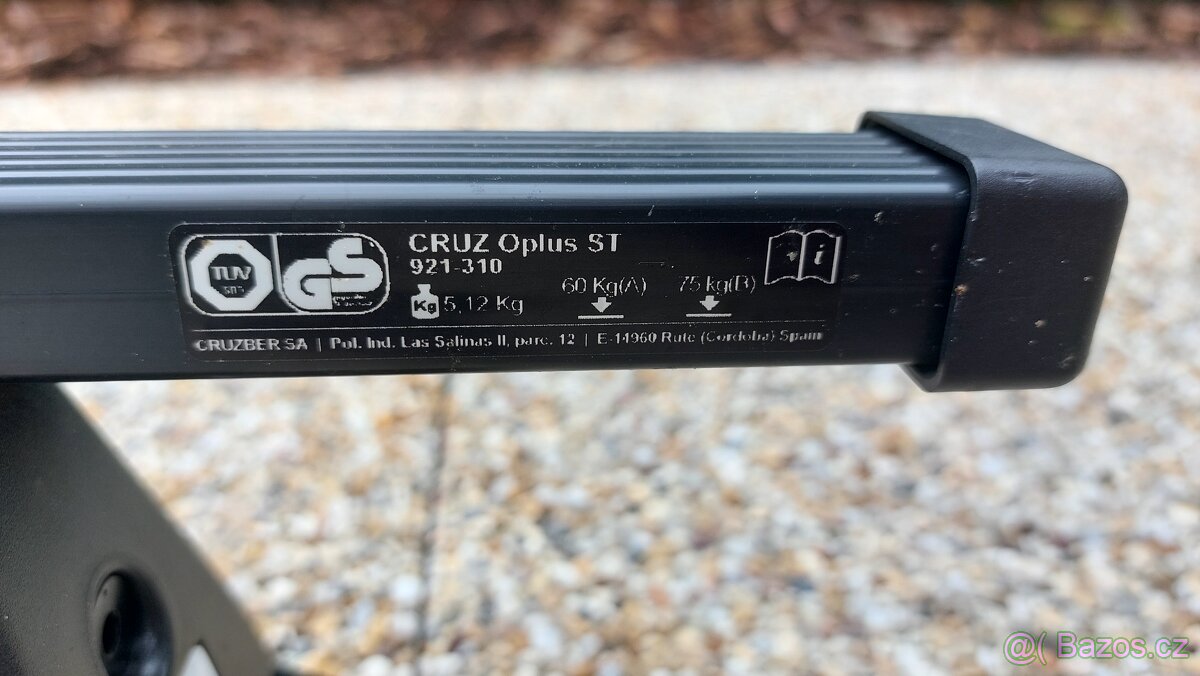 TÜV
GS
CRUZ Oplus ST
921-310
Kg 5,12 Kg
60 Kg(A)
75 kg(B)
i
CRUZBER SA | Pol. Ind. Las Salinas II, parc. 12 | E-14960 Rute (Cordoba) Spain
@( Bazos.cz